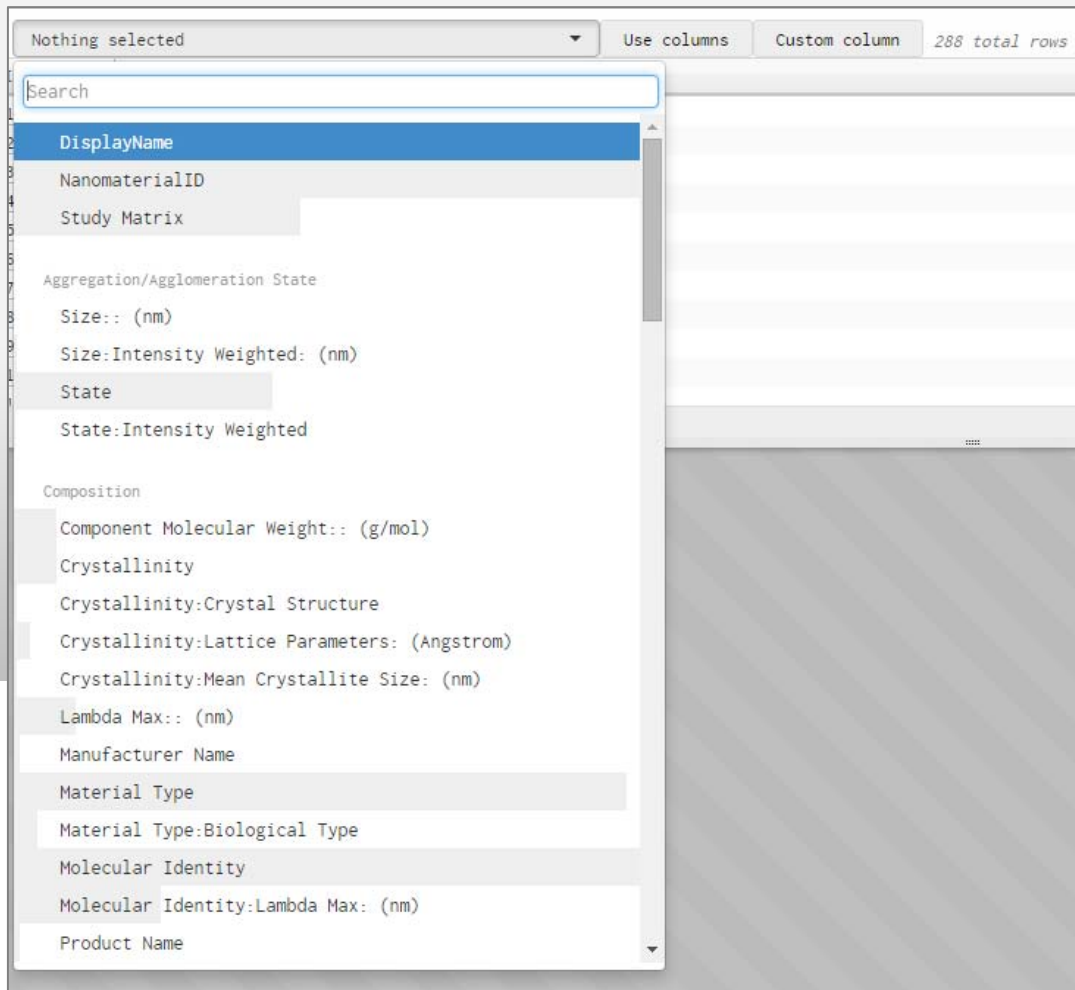 Nothing selected
Use columns
Custom column
288 total rows
Search
DisplayName
NanomaterialID
Study Matrix
Aggregation/Agglomeration State
Size:: (nm)
Size:Intensity Weighted: (nm)
State
State:Intensity Weighted
Composition
Component Molecular Weight:: (g/mol)
Crystallinity
Crystallinity:Crystal Structure
Crystallinity:Lattice Parameters: (Angstrom)
Crystallinity:Mean Crystallite Size: (nm)
Lambda Max:: (nm)
Manufacturer Name
Material Type
Material Type:Biological Type
Molecular Identity
Molecular Identity:Lambda Max: (nm)
Product Name